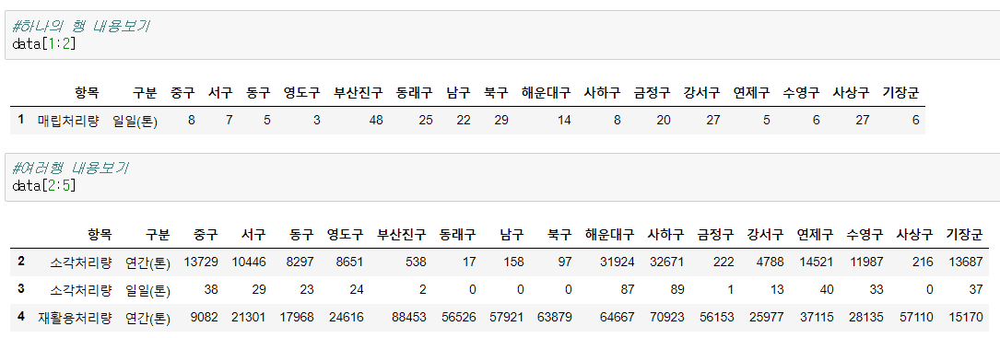 #하나의 행 내용보기
data[1:2]
항목 구분 중구 서구 동구 영도구 부산진구 동래구 남구 북구 해운대구 사하구 금정구 강서구 연제구 수영구 사상구 기장군
1 매립처리량 일일(톤) 8 7 5 3 48 25 22 29 14 8 20 27 5 6 27 6
#여러행 내용보기
data[2:5]
항목 구분 중구 서구 동구 영도구 부산진구 동래구 남구 북구 해운대구 사하구 금정구 강서구 연제구 수영구 사상구 기장군
2 소각처리량 연간(톤) 13729 10446 8297 8651 538 17 158 97 31924 32671 222 4788 14521 11987 216 13687
3 소각처리량 일일(톤) 38 29 23 24 2 0 0 0 87 89 1 13 40 33 0 37
4 재활용처리량 연간(톤) 9082 21301 17968 24616 88453 56526 57921 63879 64667 70923 56153 25977 37115 28135 57110 15170